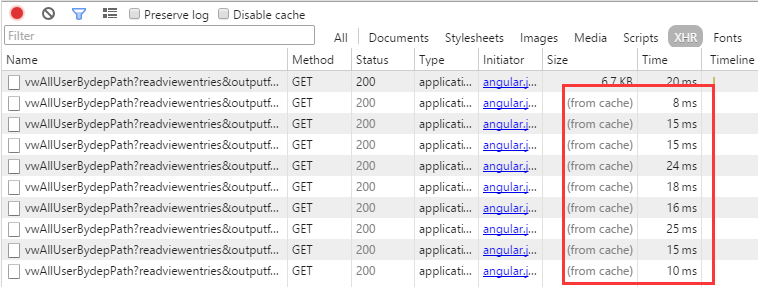 Preserve log Disable cache
Filter All Documents Stylesheets Images Media Scripts XHR Fonts
Name Method Status Type Initiator Size Time Timeline
vwAllUserBydepPath?readviewentries&outputf... GET 200 applicati... angular.j... 6.7 KB 20 ms
vwAllUserBydepPath?readviewentries&outputf... GET 200 applicati... angular.j... (from cache) 8 ms
vwAllUserBydepPath?readviewentries&outputf... GET 200 applicati... angular.j... (from cache) 15 ms
vwAllUserBydepPath?readviewentries&outputf... GET 200 applicati... angular.j... (from cache) 15 ms
vwAllUserBydepPath?readviewentries&outputf... GET 200 applicati... angular.j... (from cache) 24 ms
vwAllUserBydepPath?readviewentries&outputf... GET 200 applicati... angular.j... (from cache) 18 ms
vwAllUserBydepPath?readviewentries&outputf... GET 200 applicati... angular.j... (from cache) 16 ms
vwAllUserBydepPath?readviewentries&outputf... GET 200 applicati... angular.j... (from cache) 25 ms
vwAllUserBydepPath?readviewentries&outputf... GET 200 applicati... angular.j... (from cache) 15 ms
vwAllUserBydepPath?readviewentries&outputf... GET 200 applicati... angular.j... (from cache) 10 ms